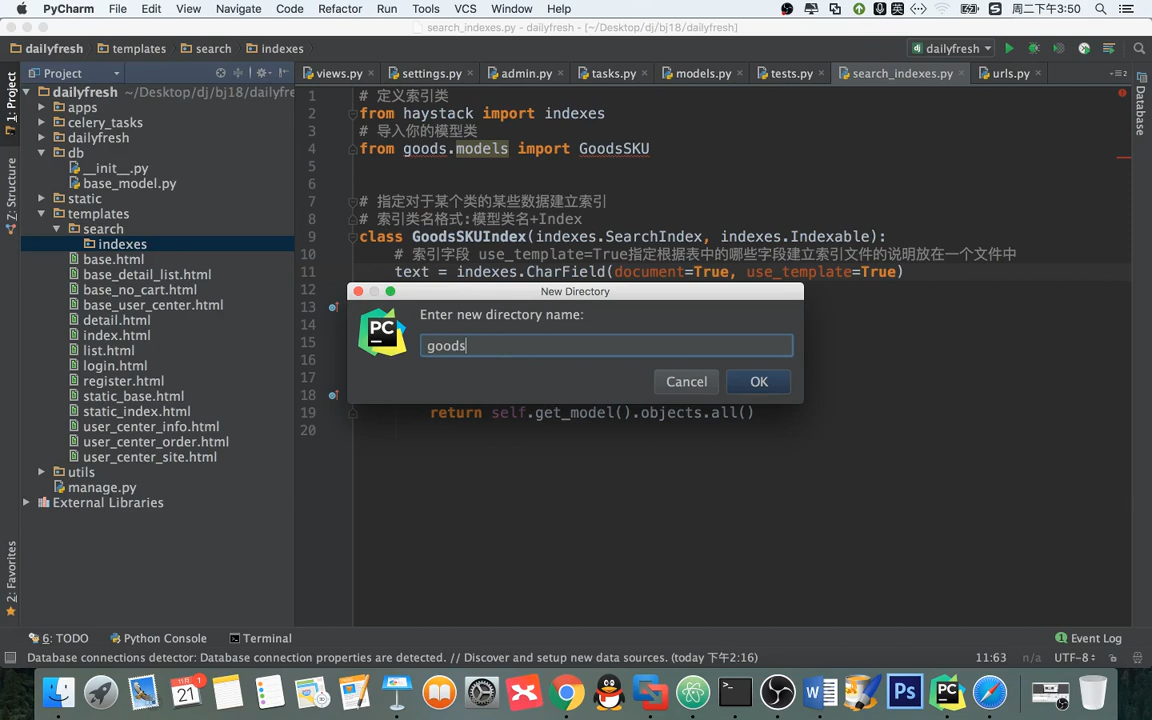 PyCharm File Edit View Navigate Code Refactor Run Tools VCS Window Help 周二下午3:50
search_indexes.py - dailyfresh - [~/Desktop/dj/bj18/dailyfresh]
dailyfresh templates search indexes dailyfresh
Project views.py settings.py admin.py tasks.py models.py tests.py search_indexes.py urls.py
1: Project
Z: Structure
2: Favorites
Database
dailyfresh ~/Desktop/dj/bj18/dailyfre
apps
celery_tasks
dailyfresh
db
__init__.py
base_model.py
static
templates
search
indexes
base.html
base_detail_list.html
base_no_cart.html
base_user_center.html
detail.html
index.html
list.html
login.html
register.html
static_base.html
static_index.html
user_center_info.html
user_center_order.html
user_center_site.html
utils
manage.py
External Libraries
1 # 定义索引类
2 from haystack import indexes
3 # 导入你的模型类
4 from goods.models import GoodsSKU
5
6
7 # 指定对于某个类的某些数据建立索引
8 # 索引类名格式:模型类名+Index
9 class GoodsSKUIndex(indexes.SearchIndex, indexes.Indexable):
10 # 索引字段 use_template=True指定根据表中的哪些字段建立索引文件的说明放在一个文件中
11 text = indexes.CharField(document=True, use_template=True)
12
13
14
15
16
17
18
19 return self.get_model().objects.all()
20
New Directory
Enter new directory name:
PC
goods
Cancel OK
6: TODO Python Console Terminal 1 Event Log
Database connections detector: Database connection properties are detected. // Discover and setup new data sources. (today 下午2:16) 11:63 n/a UTF-8
21
Ps
PC